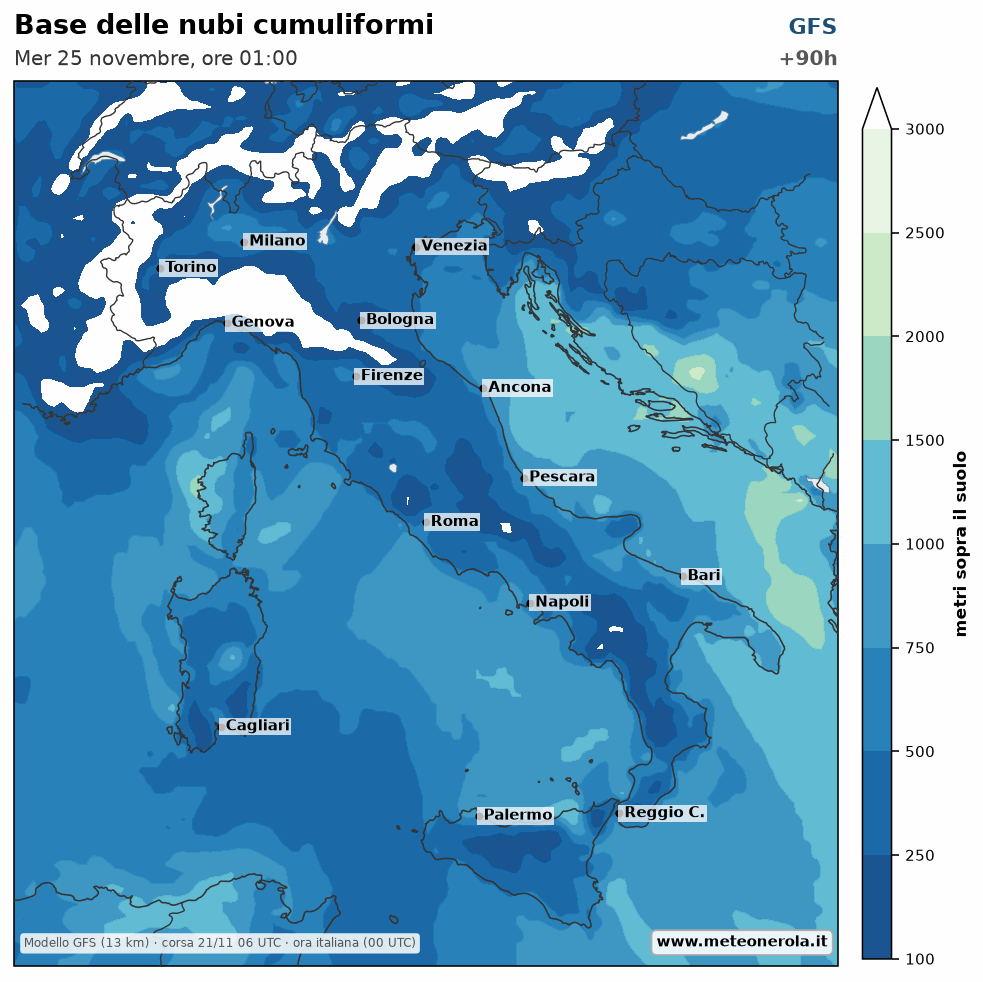 Base delle nubi cumuliformi
GFS
Mer 25 novembre, ore 01:00
+90h
Milano
Venezia
Torino
Genova
Bologna
Firenze
Ancona
Pescara
Roma
Bari
Napoli
Cagliari
Palermo
Reggio C.
3000
2500
2000
1500
1000
750
500
250
100
metri sopra il suolo
Modello GFS (13 km) · corsa 21/11 06 UTC · ora italiana (00 UTC)
www.meteonerola.it